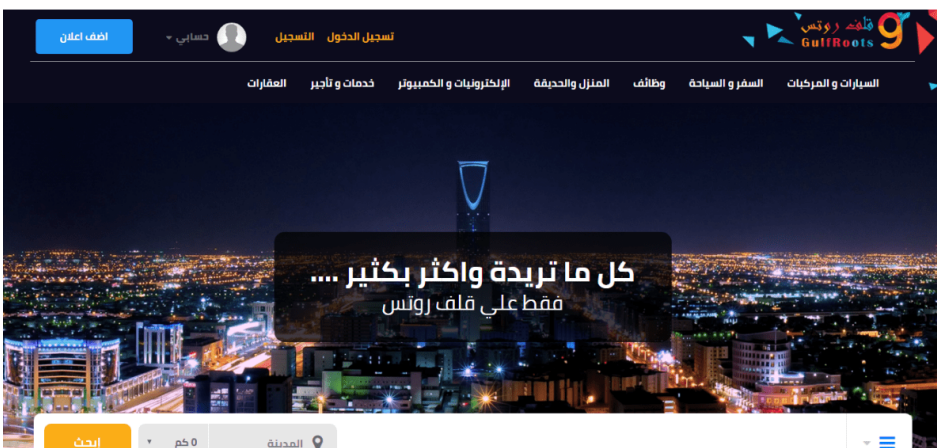 قلف روتس
GulfRoots
تسجيل الدخول التسجيل حسابي اضف اعلان
السيارات و المركبات السفر و السياحة وظائف المنزل والحديقة الإلكترونيات و الكمبيوتر خدمات و تأجير العقارات
كل ما تريدة واكثر بكثير ....
فقط علي قلف روتس
المدينة 0 كم ابحث